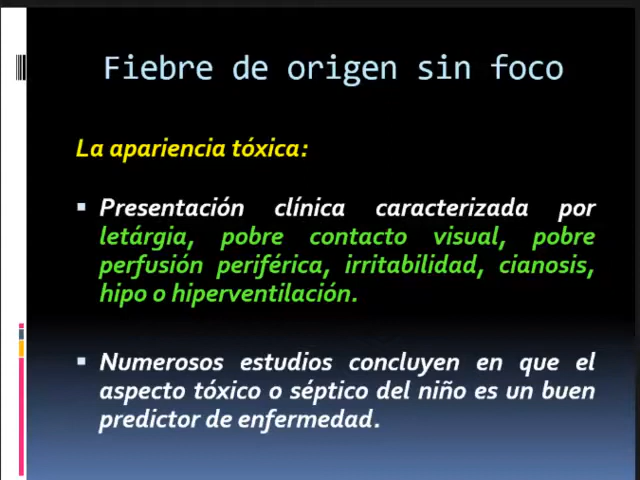 Fiebre de origen sin foco
La apariencia tóxica:
Presentación clínica caracterizada por
letárgia, pobre contacto visual, pobre
perfusión periférica, irritabilidad, cianosis,
hipo o hiperventilación.
Numerosos estudios concluyen en que el
aspecto tóxico o séptico del niño es un buen
predictor de enfermedad.